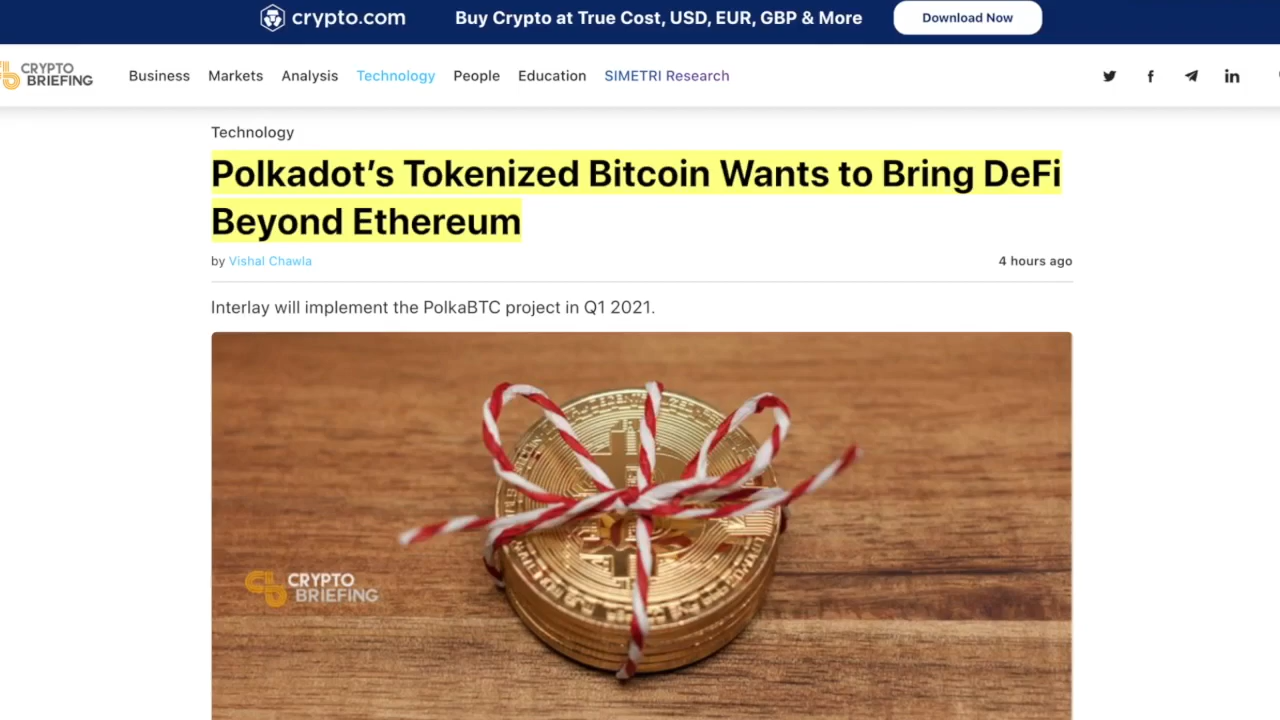 crypto.com Buy Crypto at True Cost, USD, EUR, GBP & More Download Now
CRYPTO
BRIEFING
Business Markets Analysis Technology People Education SIMETRI Research
Technology
Polkadot's Tokenized Bitcoin Wants to Bring DeFi
Beyond Ethereum
by Vishal Chawla 4 hours ago
Interlay will implement the PolkaBTC project in Q1 2021.
CRYPTO
BRIEFING